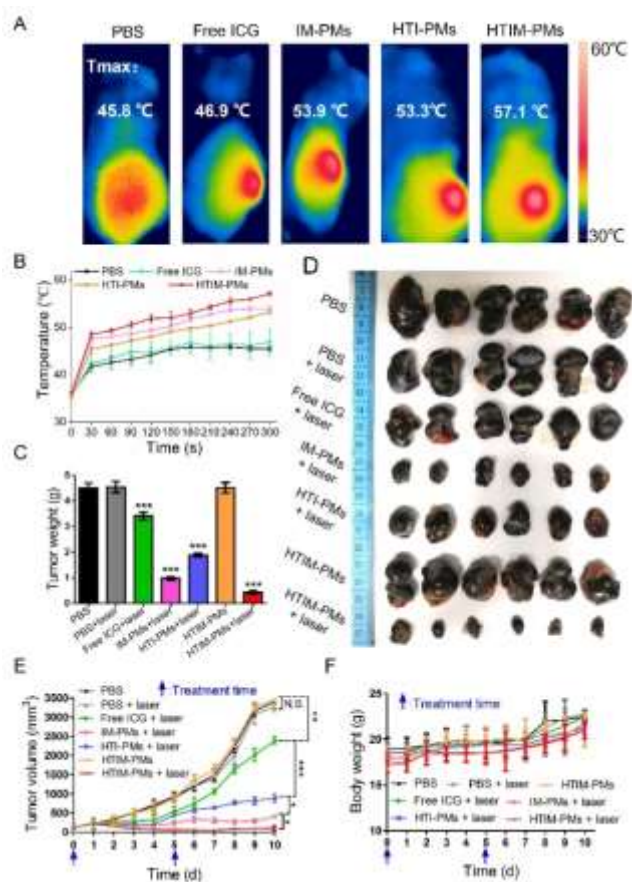 A
PBS
Free ICG
IM-PMs
HTI-PMs
HTIM-PMs
Tmax:
45.8 ℃
46.9 ℃
53.9 ℃
53.3℃
57.1 ℃
60℃
30℃
B
PBS
Free ICG
IM-PMs
HTI-PMs
HTIM-PMs
Temperature (℃)
60
50
40
30
0 30 60 90 120 150 180 210 240 270 300
Time (s)
C
Tumor weight (g)
5
4
3
2
1
0
***
***
***
***
PBS
PBS+laser
Free ICG+laser
IM-PMs+laser
HTI-PMs+laser
HTIM-PMs
HTIM-PMs+laser
D
PBS
PBS
+ laser
Free ICG
+ laser
IM-PMs
+ laser
HTI-PMs
+ laser
HTIM-PMs
HTIM-PMs
+ laser
E
Tumor volume (mm³)
3500
3000
2500
2000
1500
1000
500
0
PBS
PBS + laser
Free ICG + laser
IM-PMs + laser
HTI-PMs + laser
HTIM-PMs
HTIM-PMs + laser
Treatment time
N.S.
**
***
*
0 1 2 3 4 5 6 7 8 9 10
Time (d)
F
Body weight (g)
25
20
15
10
Treatment time
PBS
PBS + laser
HTIM-PMs
Free ICG + laser
IM-PMs + laser
HTI-PMs + laser
HTIM-PMs + laser
0 1 2 3 4 5 6 7 8 9 10
Time (d)